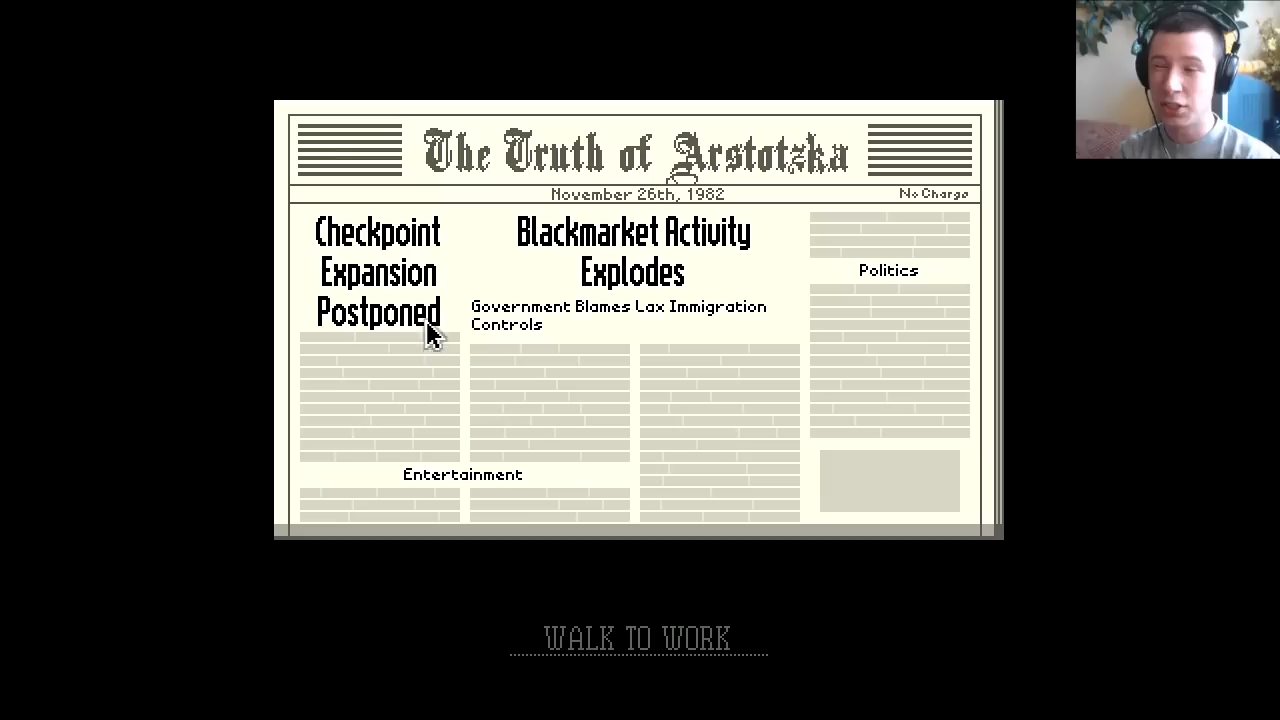 The Truth of Arstotzka
November 26th, 1982
No Charge
Checkpoint
Expansion
Postponed
Blackmarket Activity
Explodes
Government Blames Lax Immigration
Controls
Politics
Entertainment
WALK TO WORK